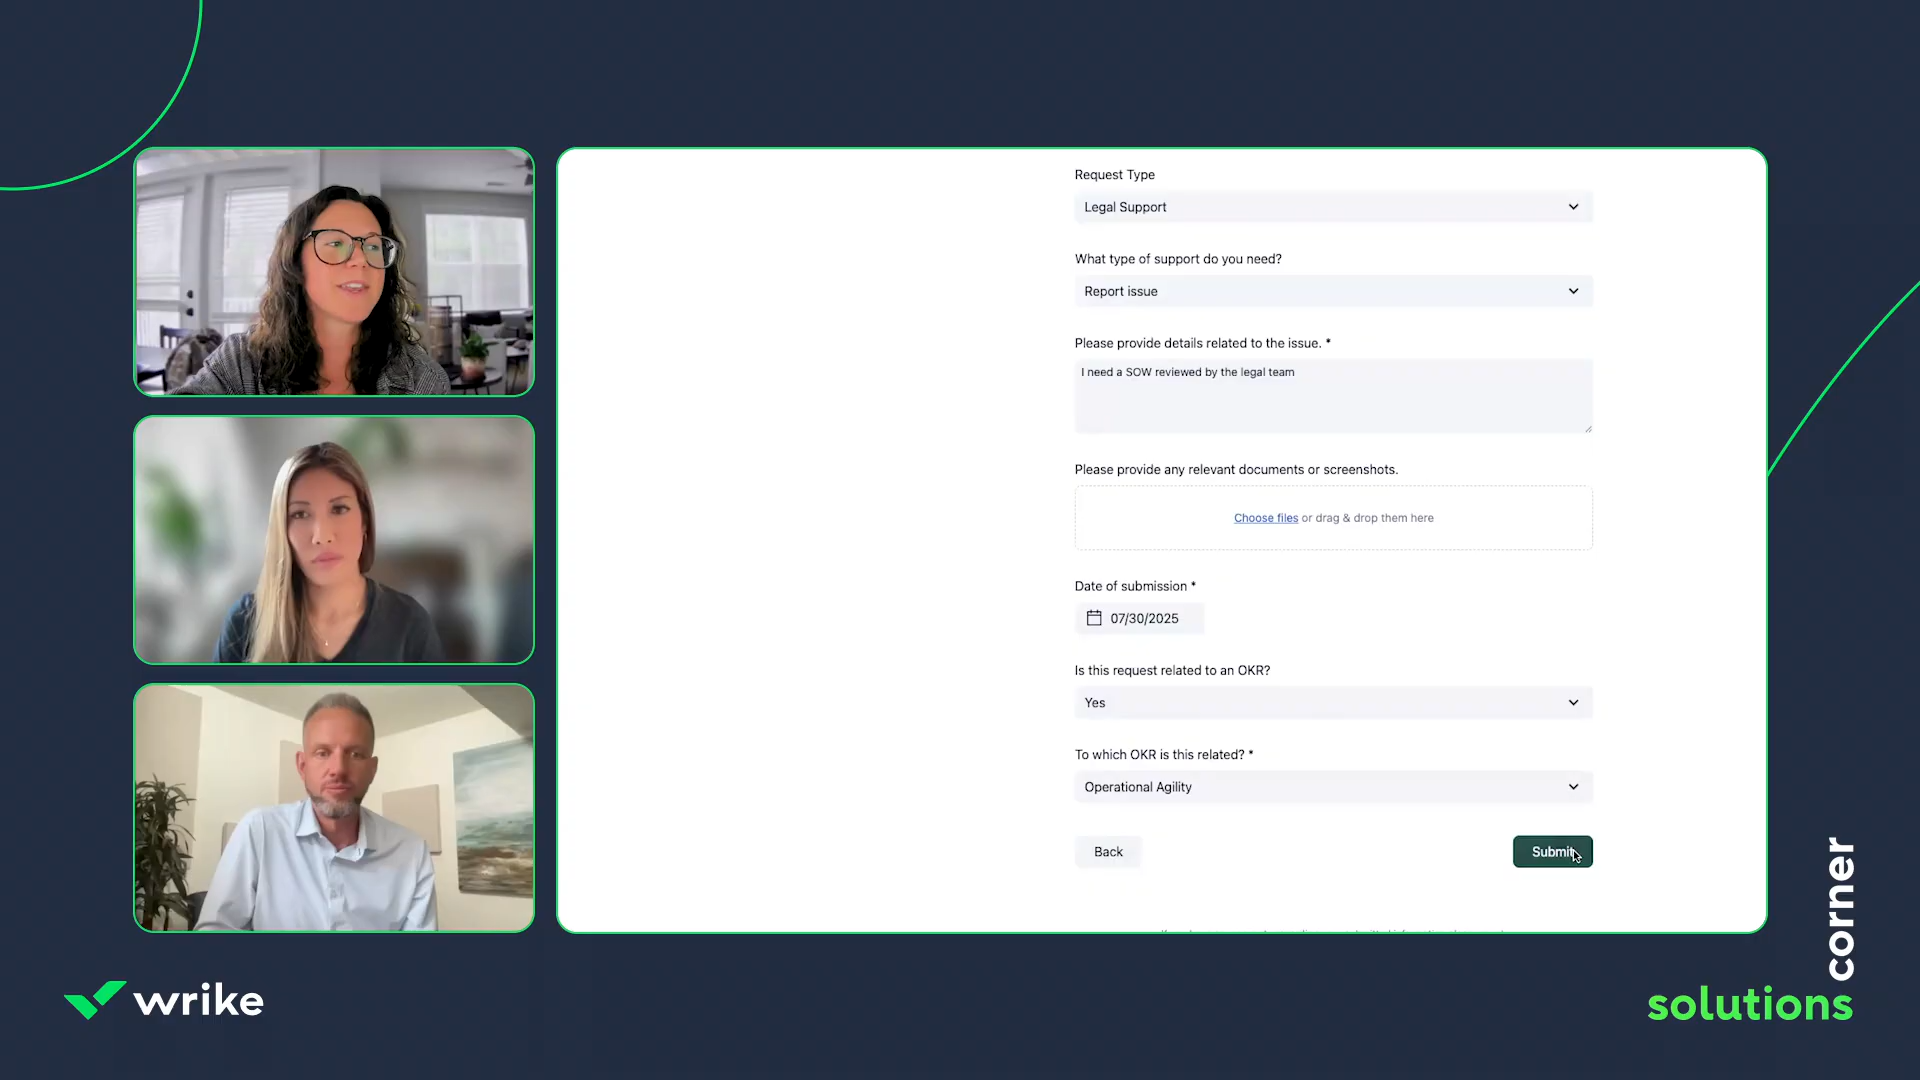 Request Type
Legal Support
What type of support do you need?
Report issue
Please provide details related to the issue. *
I need a SOW reviewed by the legal team
Please provide any relevant documents or screenshots.
Choose files or drag & drop them here
Date of submission *
07/30/2025
Is this request related to an OKR?
Yes
To which OKR is this related? *
Operational Agility
Back
Submit
wrike
solutions
corner